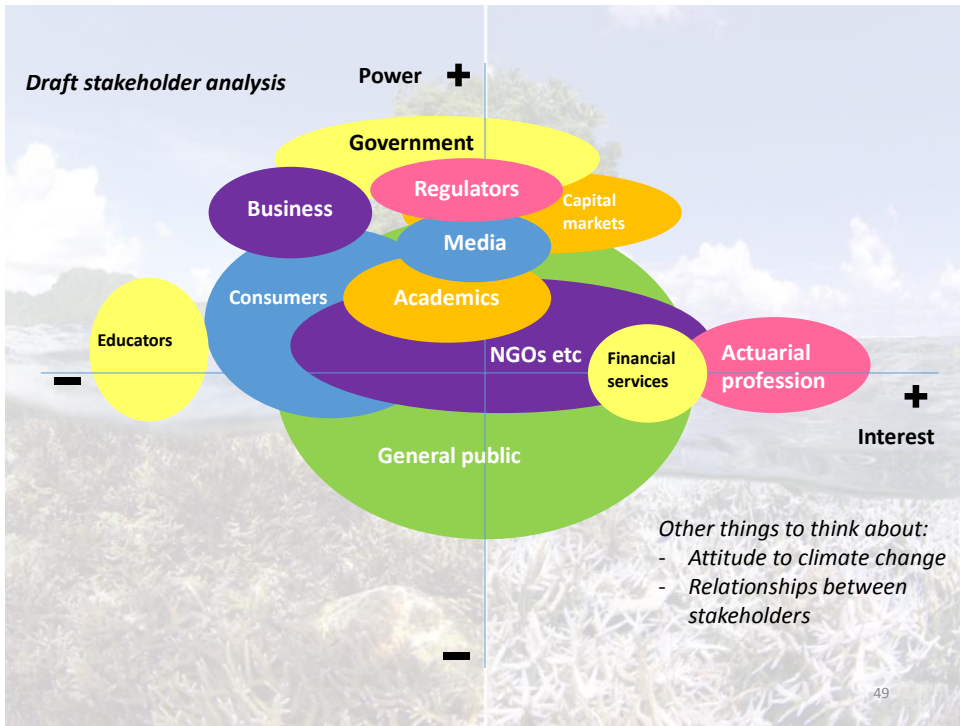 Draft stakeholder analysis
Power +
Government
Regulators
Capital
markets
Business
Media
Consumers
Academics
Educators
NGOs etc
Financial
services
Actuarial
profession
−
+
Interest
General public
Other things to think about:
- Attitude to climate change
- Relationships between
stakeholders
−
49